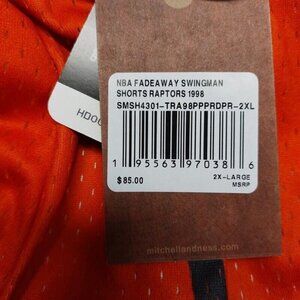 NBA FADEAWAY SWINGMAN
SHORTS RAPTORS 1998
SMSH4301-TRA98PPPRDPR-2XL
1 95563 97038 6
$85.00
2X-LARGE
MSRP
mitchellandness.com